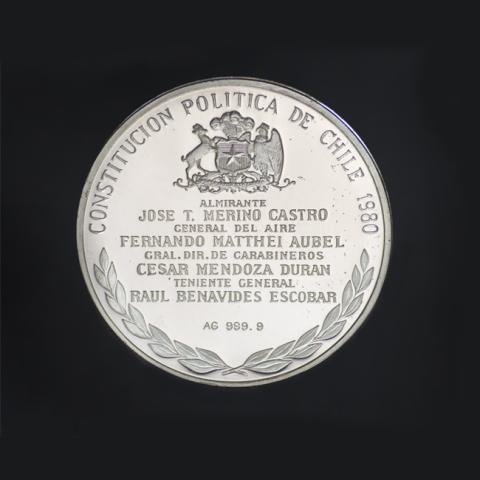 CONSTITUCION POLITICA DE CHILE 1980
ALMIRANTE
JOSE T. MERINO CASTRO
GENERAL DEL AIRE
FERNANDO MATTHEI AUBEL
GRAL. DIR. DE CARABINEROS
CESAR MENDOZA DURAN
TENIENTE GENERAL
RAUL BENAVIDES ESCOBAR
AG 999.9